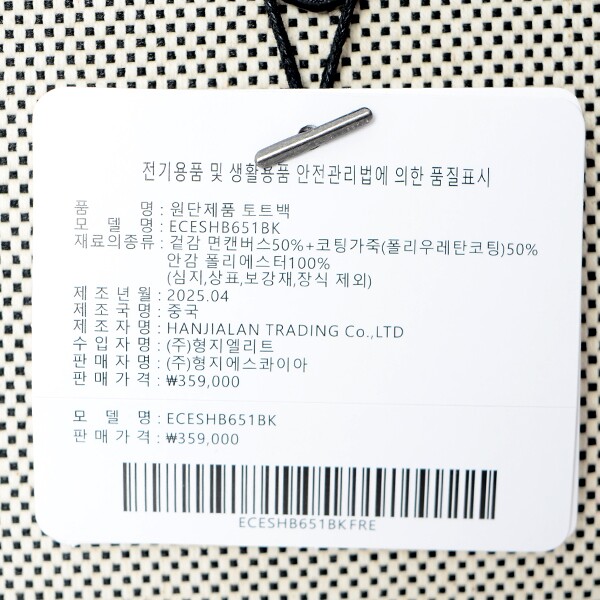 전기용품 및 생활용품 안전관리법에 의한 품질표시
품 명 : 원단제품 토트백
모 델 명 : ECESHB651BK
재료의종류 : 겉감 면캔버스50%+코팅가죽(폴리우레탄코팅)50%
안감 폴리에스터100%
(심지,상표,보강재,장식 제외)
제 조 년 월 : 2025.04
제 조 국 명 : 중국
제 조 자 명 : HANJIALAN TRADING Co.,LTD
수 입 자 명 : (주)형지엘리트
판 매 자 명 : (주)형지에스콰이아
판 매 가 격 : ₩359,000
모 델 명 : ECESHB651BK
판 매 가 격 : ₩359,000
ECESHB651BKFRE